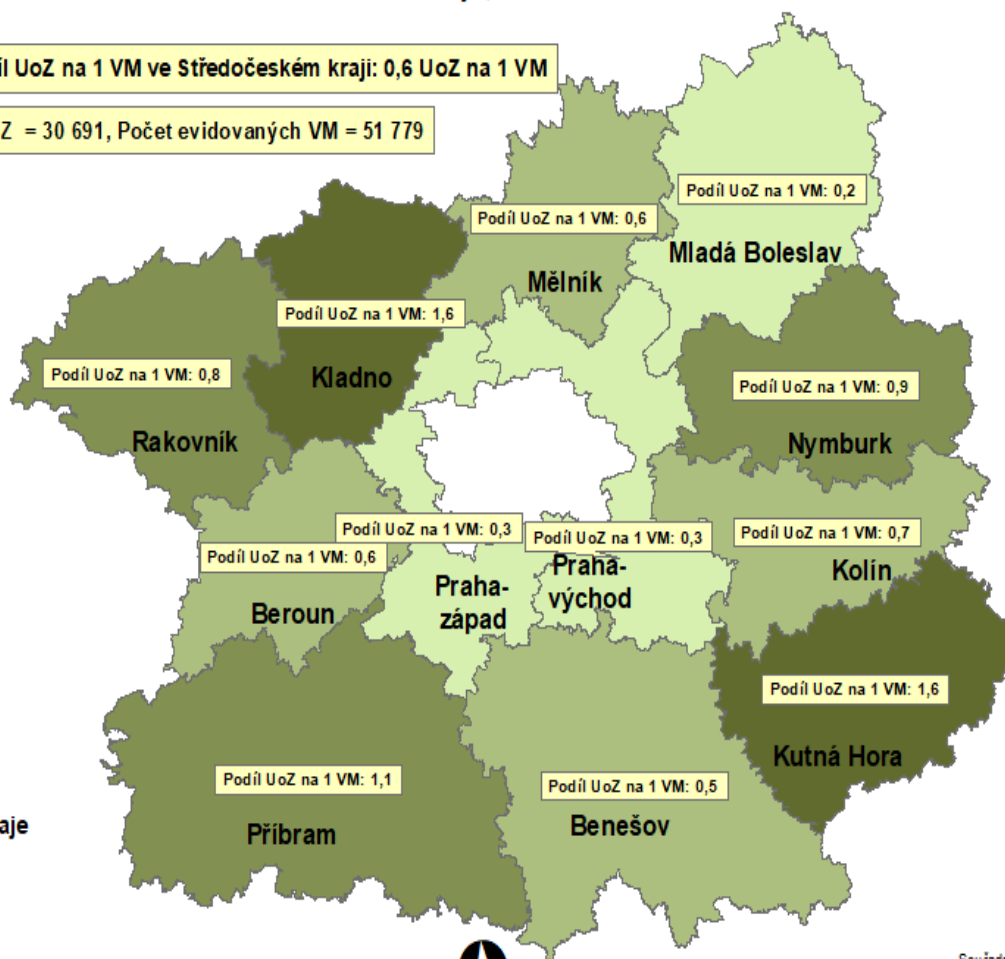 l UoZ na 1 VM ve Středočeském kraji: 0,6 UoZ na 1 VM
Z = 30 691, Počet evidovaných VM = 51 779
Podíl UoZ na 1 VM: 0,2
Mladá Boleslav
Podíl UoZ na 1 VM: 0,6
Mělník
Podíl UoZ na 1 VM: 1,6
Kladno
Podíl UoZ na 1 VM: 0,8
Rakovník
Podíl UoZ na 1 VM: 0,9
Nymburk
Podíl UoZ na 1 VM: 0,3
Praha-
západ
Podíl UoZ na 1 VM: 0,3
Praha-
východ
Podíl UoZ na 1 VM: 0,7
Kolín
Podíl UoZ na 1 VM: 0,6
Beroun
Podíl UoZ na 1 VM: 1,6
Kutná Hora
Podíl UoZ na 1 VM: 1,1
Příbram
Podíl UoZ na 1 VM: 0,5
Benešov
aje